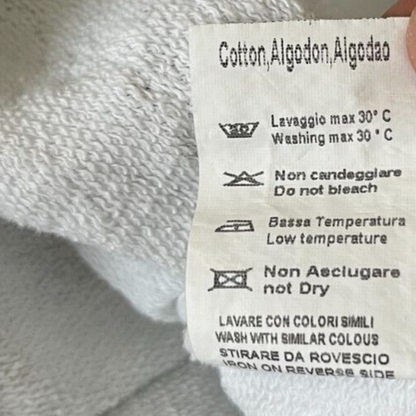 Cotton,Algodon,Algodao
30°
Lavaggio max 30° C
Washing max 30 ° C
Non candeggiare
Do not bleach
Bassa Temperatura
Low temperature
Non Asciugare
not Dry
LAVARE CON COLORI SIMILI
WASH WITH SIMILAR COLOUS
STIRARE DA ROVESCIO
IRON ON REVERSE SIDE